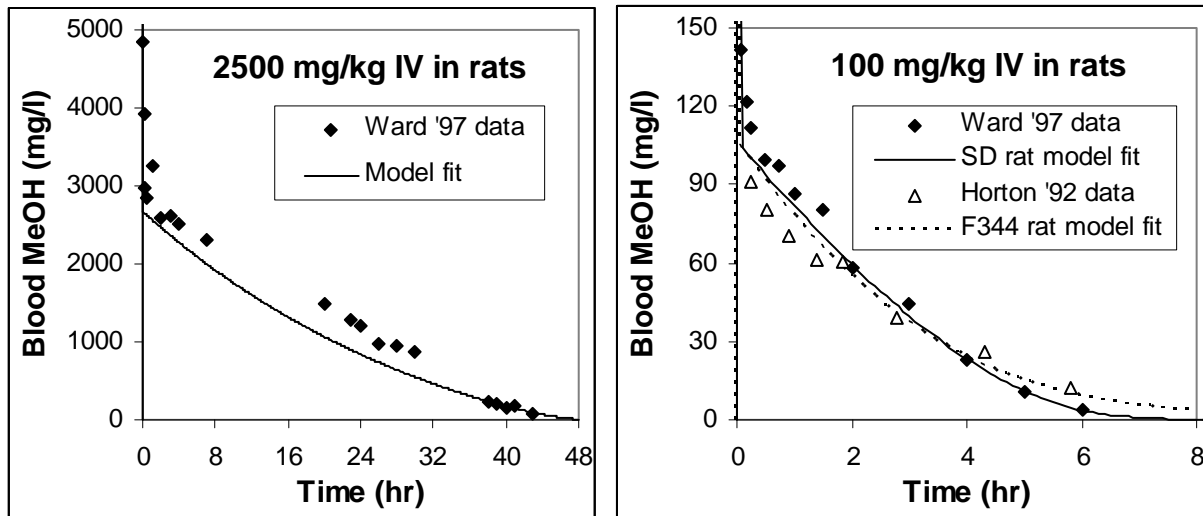 2500 mg/kg IV in rats
Ward '97 data
Model fit
Blood MeOH (mg/l)
5000
4000
3000
2000
1000
0
0 8 16 24 32 40 48
Time (hr)
100 mg/kg IV in rats
Ward '97 data
SD rat model fit
Horton '92 data
F344 rat model fit
Blood MeOH (mg/l)
150
120
90
60
30
0
0 2 4 6 8
Time (hr)